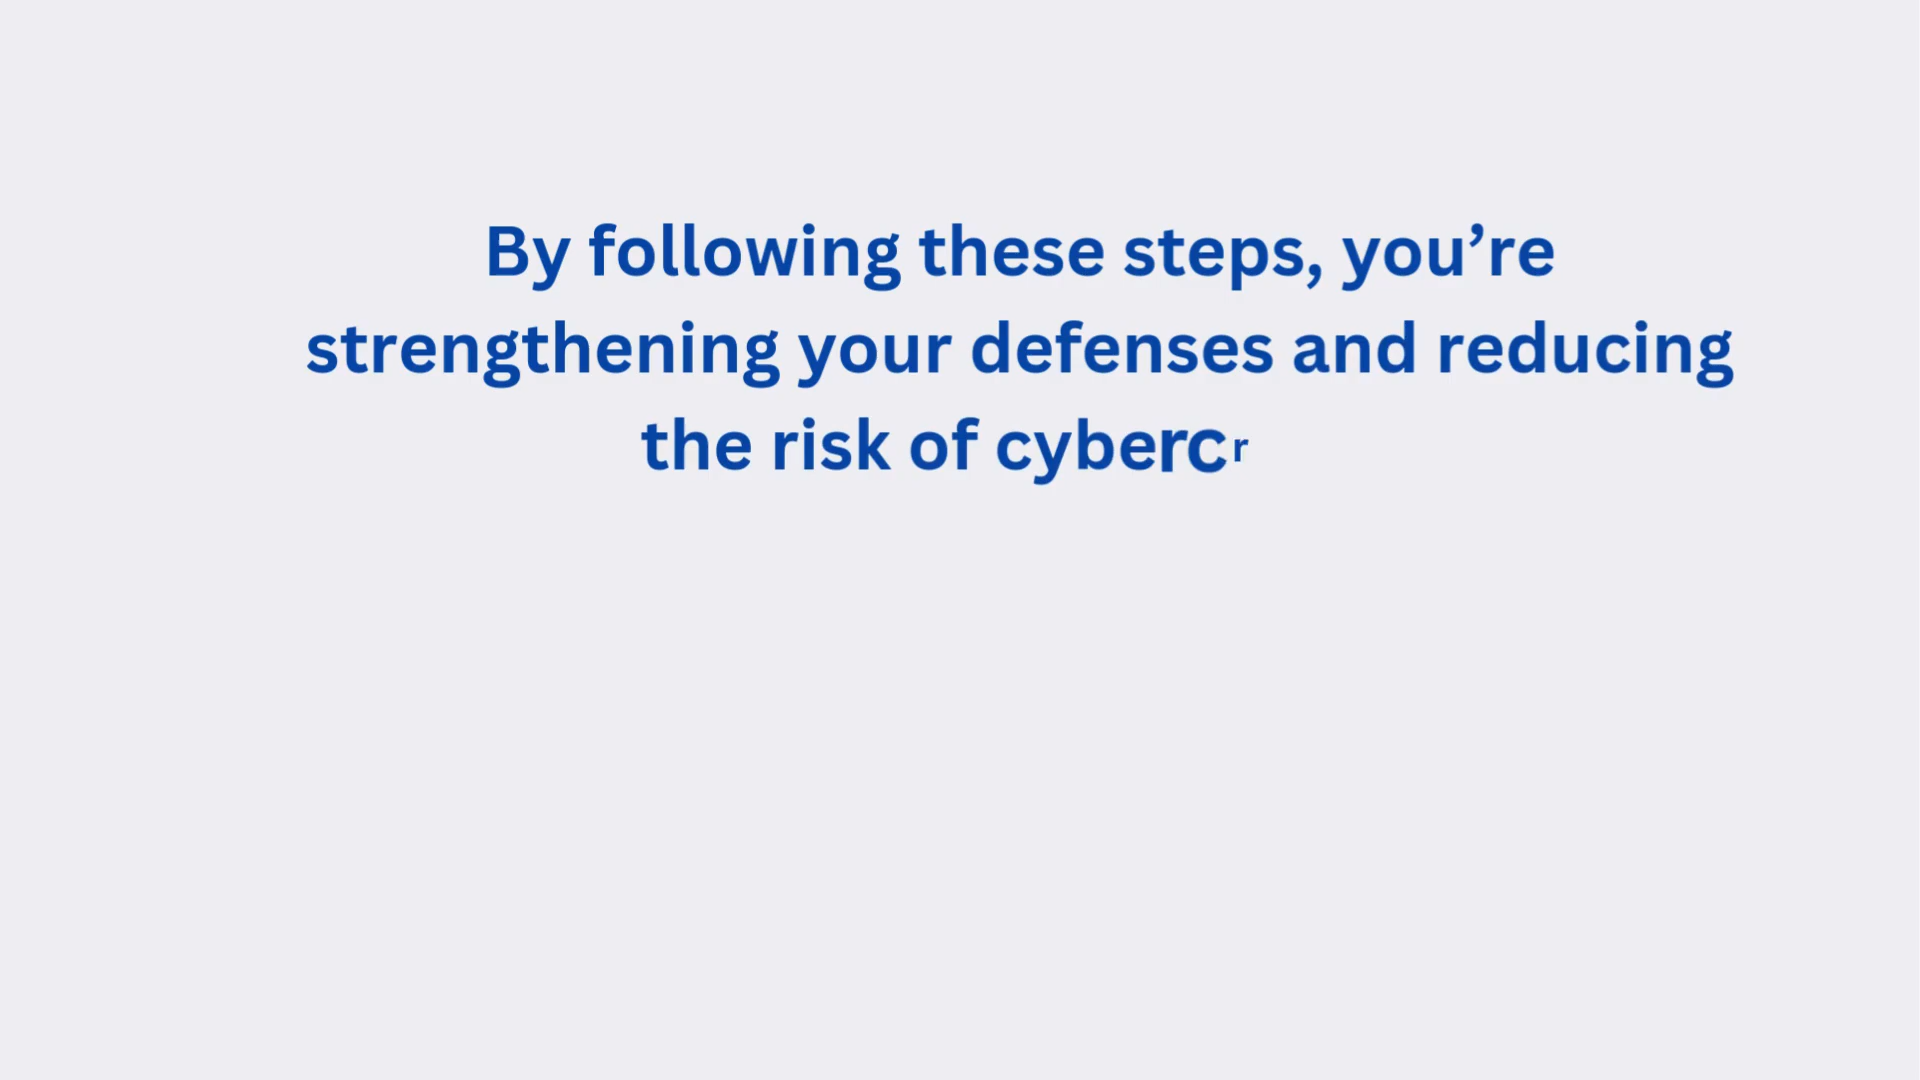 By following these steps, you’re
strengthening your defenses and reducing
the risk of cybercr